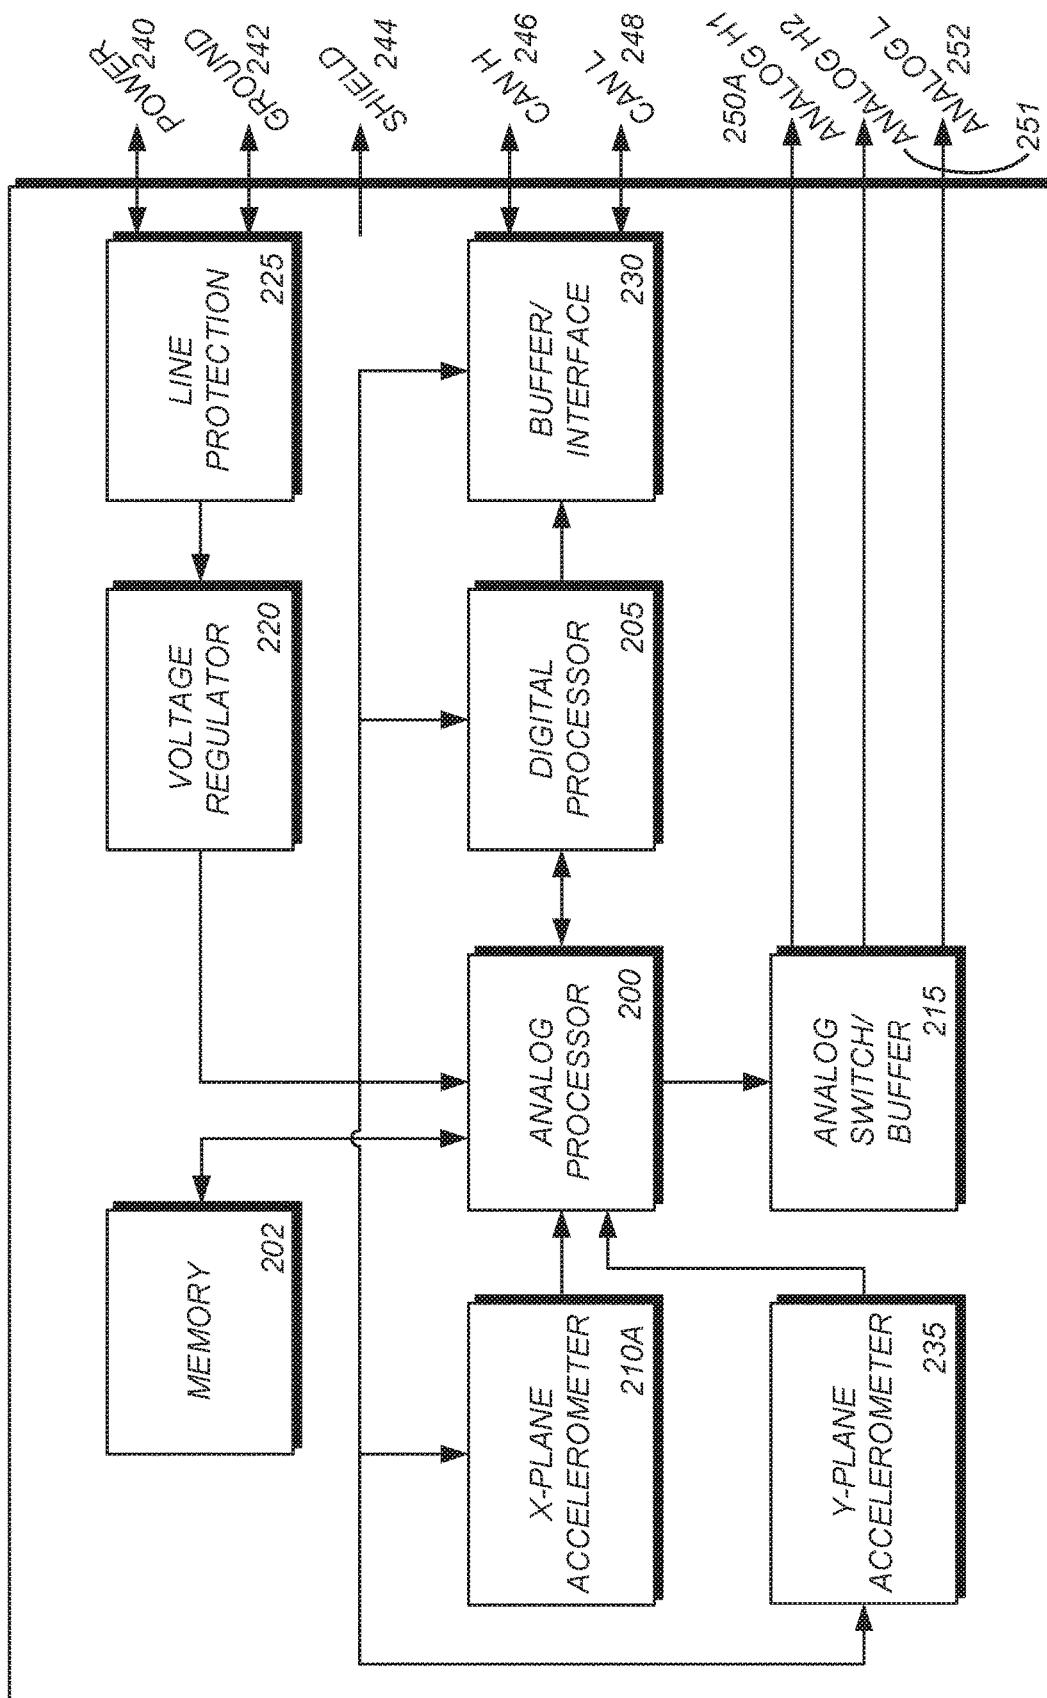 MEMORY
202
VOLTAGE
REGULATOR
220
LINE
PROTECTION
225
POWER
240
GROUND
242
SHIELD
244
X-PLANE
ACCELEROMETER
210A
ANALOG
PROCESSOR
200
DIGITAL
PROCESSOR
205
BUFFER/
INTERFACE
230
CAN H
246
CAN L
248
Y-PLANE
ACCELEROMETER
235
ANALOG
SWITCH/
BUFFER
215
250A
ANALOG H1
ANALOG H2
ANALOG L
252
251